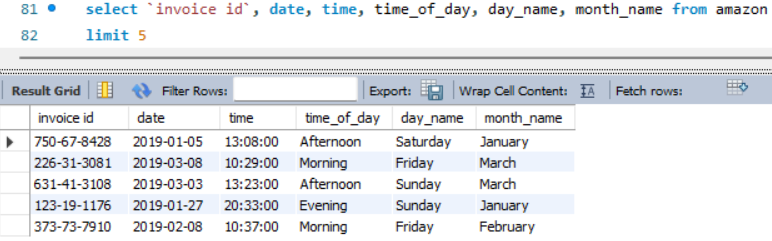 81 select `invoice id`, date, time, time_of_day, day_name, month_name from amazon
82 limit 5
Result Grid Filter Rows: Export: Wrap Cell Content: IA Fetch rows:
invoice id date time time_of_day day_name month_name
750-67-8428 2019-01-05 13:08:00 Afternoon Saturday January
226-31-3081 2019-03-08 10:29:00 Morning Friday March
631-41-3108 2019-03-03 13:23:00 Afternoon Sunday March
123-19-1176 2019-01-27 20:33:00 Evening Sunday January
373-73-7910 2019-02-08 10:37:00 Morning Friday February